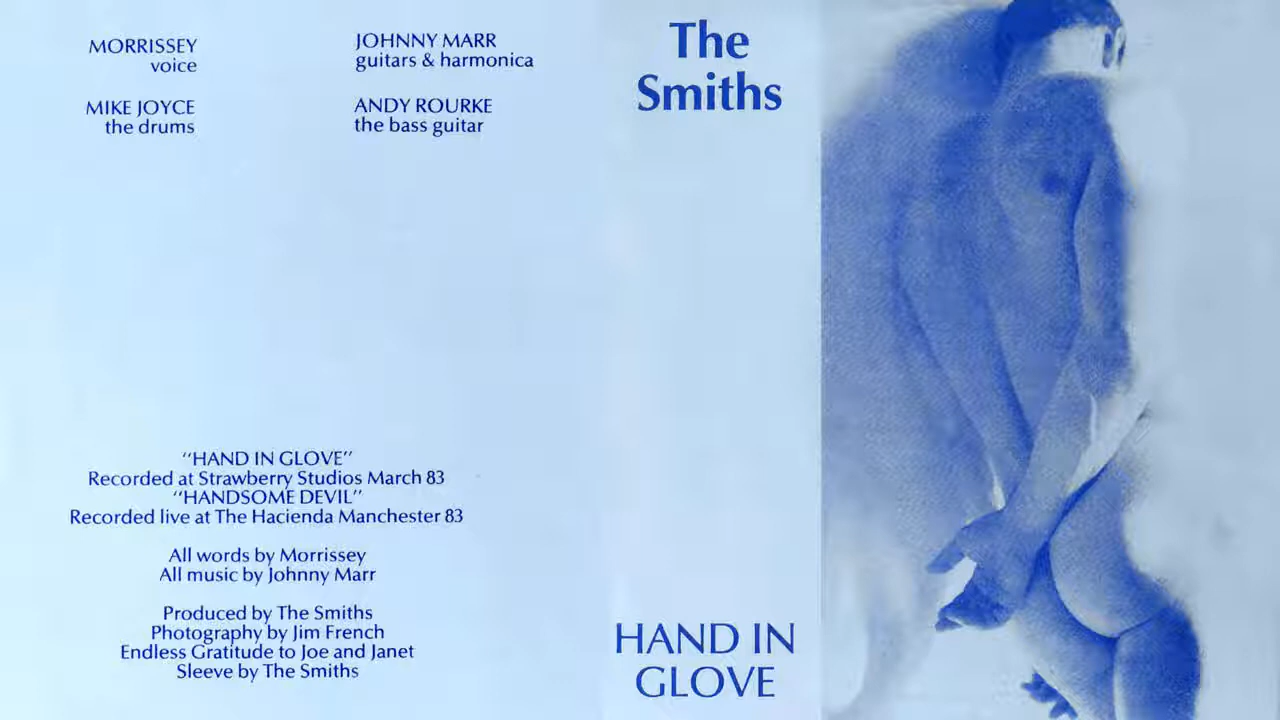 MORRISSEY
voice
JOHNNY MARR
guitars & harmonica
MIKE JOYCE
the drums
ANDY ROURKE
the bass guitar
"HAND IN GLOVE"
Recorded at Strawberry Studios March 83
"HANDSOME DEVIL"
Recorded live at The Hacienda Manchester 83
All words by Morrissey
All music by Johnny Marr
Produced by The Smiths
Photography by Jim French
Endless Gratitude to Joe and Janet
Sleeve by The Smiths
The
Smiths
HAND IN
GLOVE